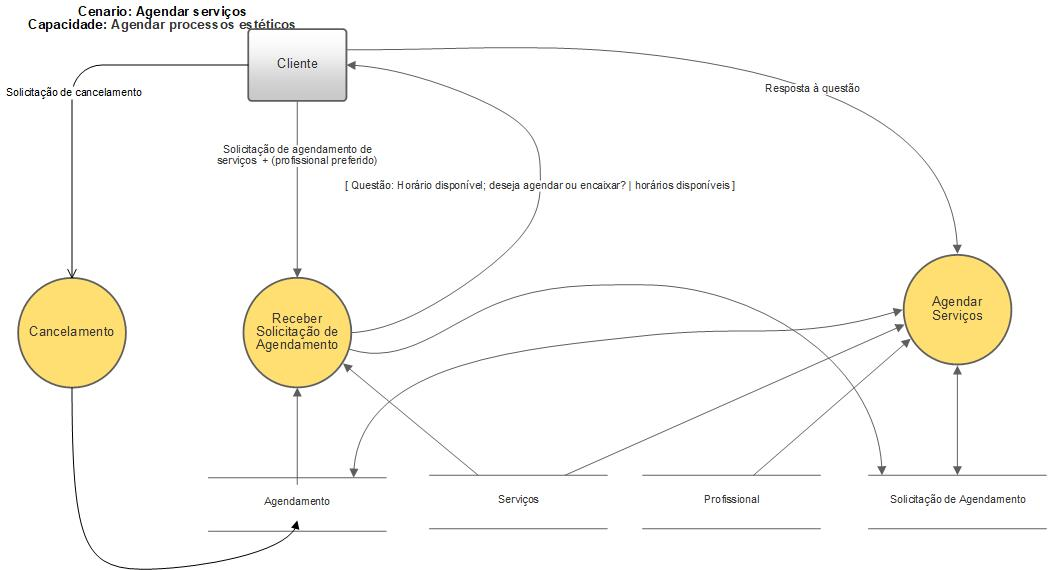 Cenario: Agendar serviços
Capacidade: Agendar processos estéticos
Cliente
Solicitação de cancelamento
Resposta à questão
Solicitação de agendamento de
serviços + (profissional preferido)
[ Questão: Horário disponível; deseja agendar ou encaixar? | horários disponíveis ]
Cancelamento
Receber
Solicitação de
Agendamento
Agendar
Serviços
Agendamento
Serviços
Profissional
Solicitação de Agendamento